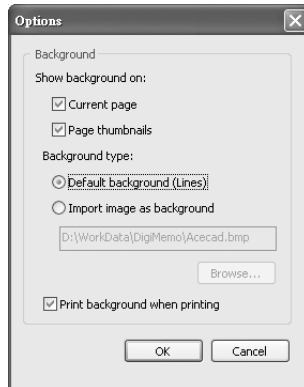 Options
Background
Show background on:
Current page
Page thumbnails
Background type:
Default background (Lines)
Import image as background
D:\WorkData\DigiMemo\Acecad.bmp
Browse...
Print background when printing
OK Cancel